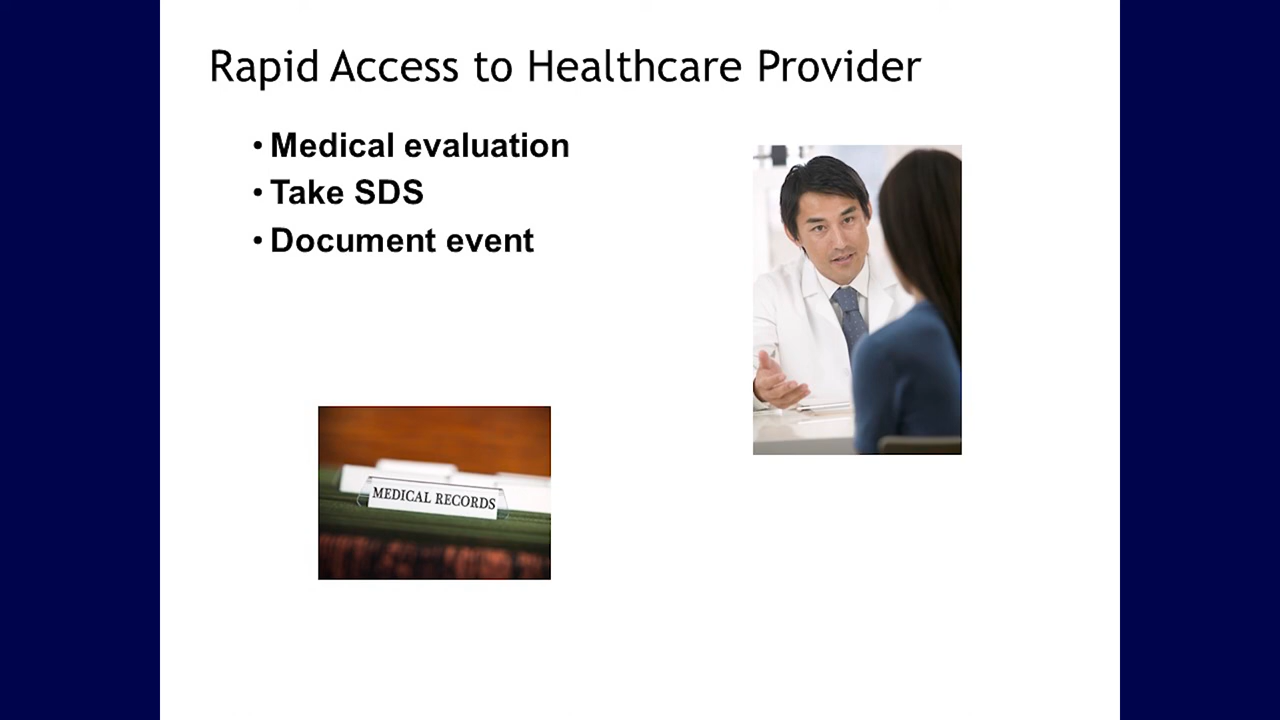 Rapid Access to Healthcare Provider
• Medical evaluation
• Take SDS
• Document event
MEDICAL RECORDS